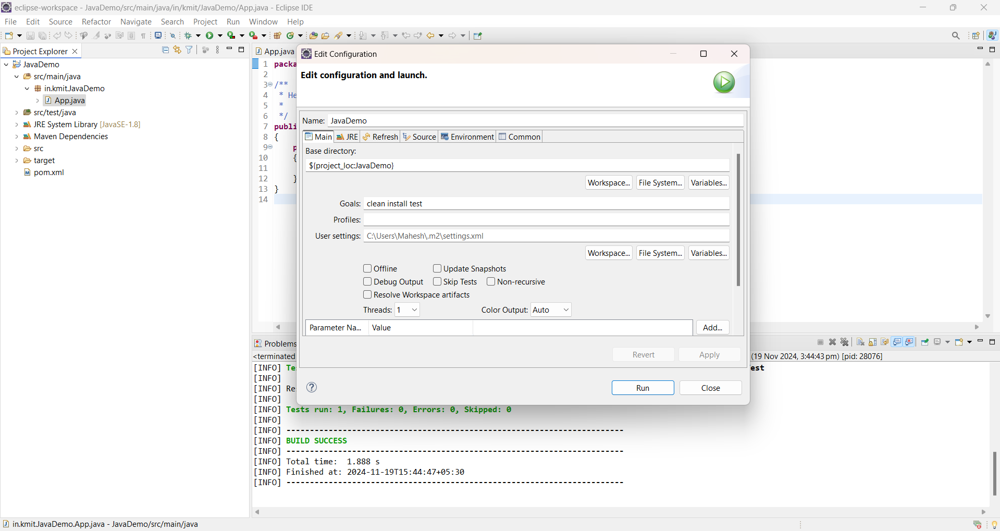 eclipse-workspace - JavaDemo/src/main/java/in/kmit/JavaDemo/App.java - Eclipse IDE
File Edit Source Refactor Navigate Search Project Run Window Help
Project Explorer
JavaDemo
src/main/java
in.kmit.JavaDemo
App.java
src/test/java
JRE System Library [JavaSE-1.8]
Maven Dependencies
src
target
pom.xml
App.java
1 packa
2
3 /**
4 * He
5 *
6 */
7 publi
8 {
9 p
10 {
11
12 }
13 }
14
Edit Configuration
Edit configuration and launch.
Name: JavaDemo
Main JRE Refresh Source Environment Common
Base directory:
${project_loc:JavaDemo}
Workspace... File System... Variables...
Goals: clean install test
Profiles:
User settings: C:\Users\Mahesh\.m2\settings.xml
Workspace... File System... Variables...
Offline Update Snapshots
Debug Output Skip Tests Non-recursive
Resolve Workspace artifacts
Threads: 1 Color Output: Auto
Parameter Na... Value Add...
Revert Apply
Run Close
Problems
<terminated (19 Nov 2024, 3:44:43 pm) [pid: 28076]
[INFO] Te est
[INFO]
[INFO] Re
[INFO]
[INFO] Tests run: 1, Failures: 0, Errors: 0, Skipped: 0
[INFO]
[INFO] ------------------------------------------------------------------------
[INFO] BUILD SUCCESS
[INFO] ------------------------------------------------------------------------
[INFO] Total time:  1.888 s
[INFO] Finished at: 2024-11-19T15:44:47+05:30
[INFO] ------------------------------------------------------------------------
in.kmit.JavaDemo.App.java - JavaDemo/src/main/java